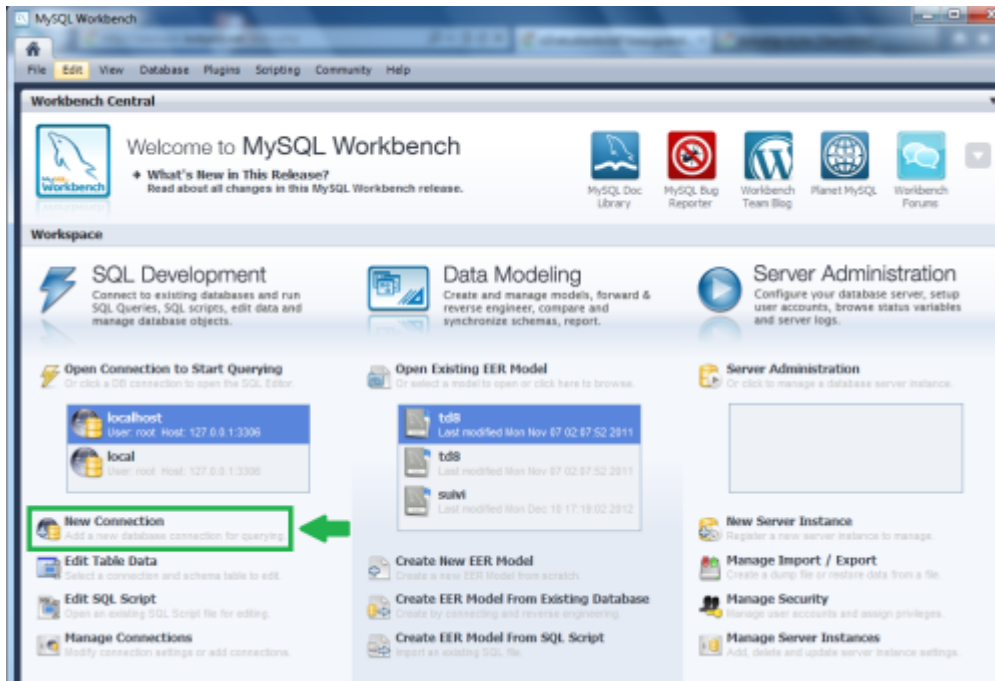 MySQL Workbench
File Edit View Database Plugins Scripting Community Help
Workbench Central
Welcome to MySQL Workbench
What's New in This Release?
Read about all changes in this MySQL Workbench release.
MySQL Workbench
MySQL Doc Library
MySQL Bug Reporter
Workbench Team Blog
Planet MySQL
Workbench Forums
Workspace
SQL Development
Connect to existing databases and run
SQL Queries, SQL scripts, edit data and
manage database objects.
Open Connection to Start Querying
Or click a DB connection to open the SQL Editor.
localhost
User: root Host: 127.0.0.1:3306
local
User: root Host: 127.0.0.1:3306
New Connection
Add a new database connection for querying.
Edit Table Data
Select a connection and schema table to edit.
Edit SQL Script
Open an existing SQL Script file for editing.
Manage Connections
Modify connection settings or add connections.
Data Modeling
Create and manage models, forward &
reverse engineer, compare and
synchronize schemas, report.
Open Existing EER Model
Or select a model to open or click here to browse.
td8
Last modified Mon Nov 07 02:07:52 2011
td8
Last modified Mon Nov 07 02:07:52 2011
suivi
Last modified Mon Dec 10 17:19:02 2012
Create New EER Model
Create a new EER Model from scratch.
Create EER Model From Existing Database
Create by connecting and reverse engineering.
Create EER Model From SQL Script
Import an existing SQL file.
Server Administration
Configure your database server, setup
user accounts, browse status variables
and server logs.
Server Administration
Or click to manage a database server instance.
New Server Instance
Register a new server instance to manage.
Manage Import / Export
Create a dump file or restore data from a file.
Manage Security
Manage user accounts and assign privileges.
Manage Server Instances
Add, delete and update server instance settings.